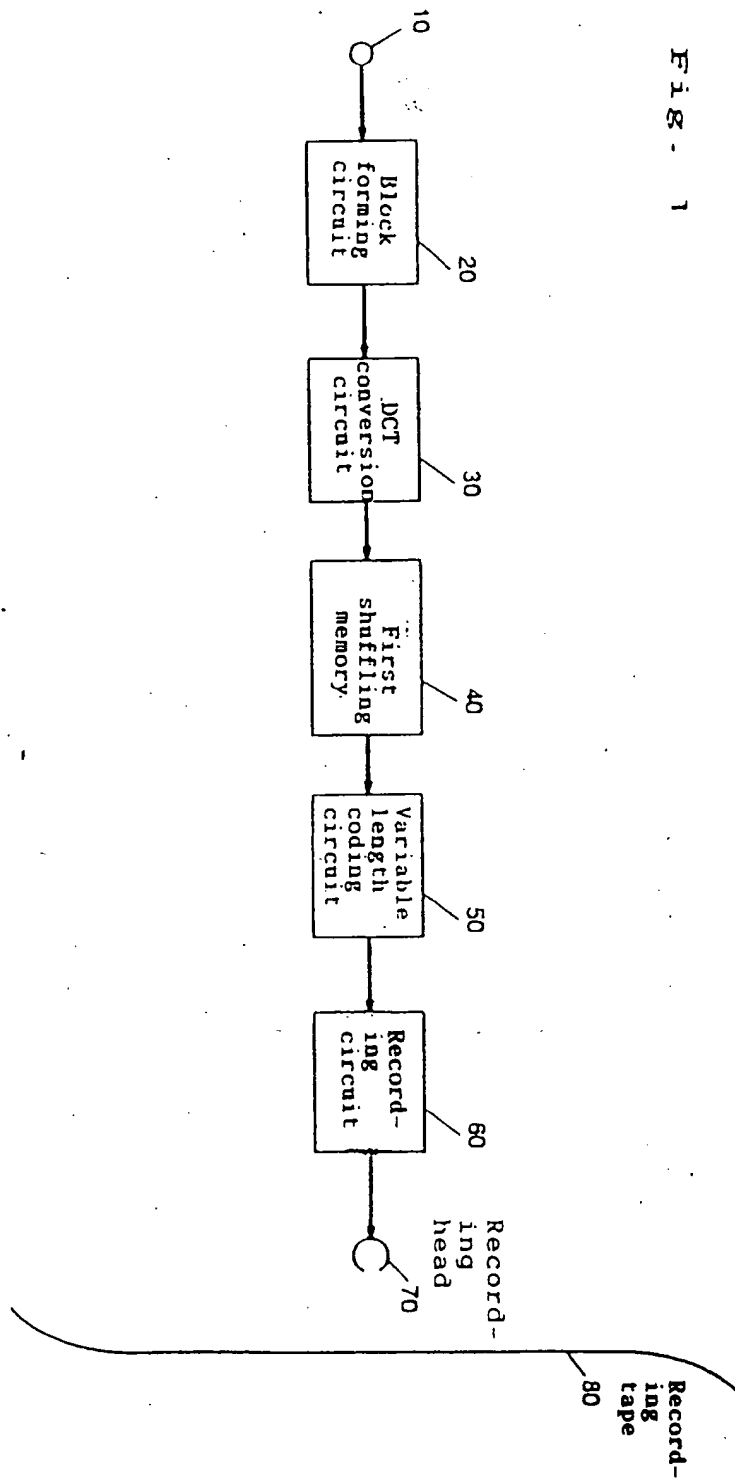 Fig. 1
10
Block
forming
circuit
20
DCT
conversion
circuit
30
First
shuffling
memory
40
Variable
length
coding
circuit
50
Record-
ing
circuit
60
Record-
ing
head
70
Record-
ing
tape
80